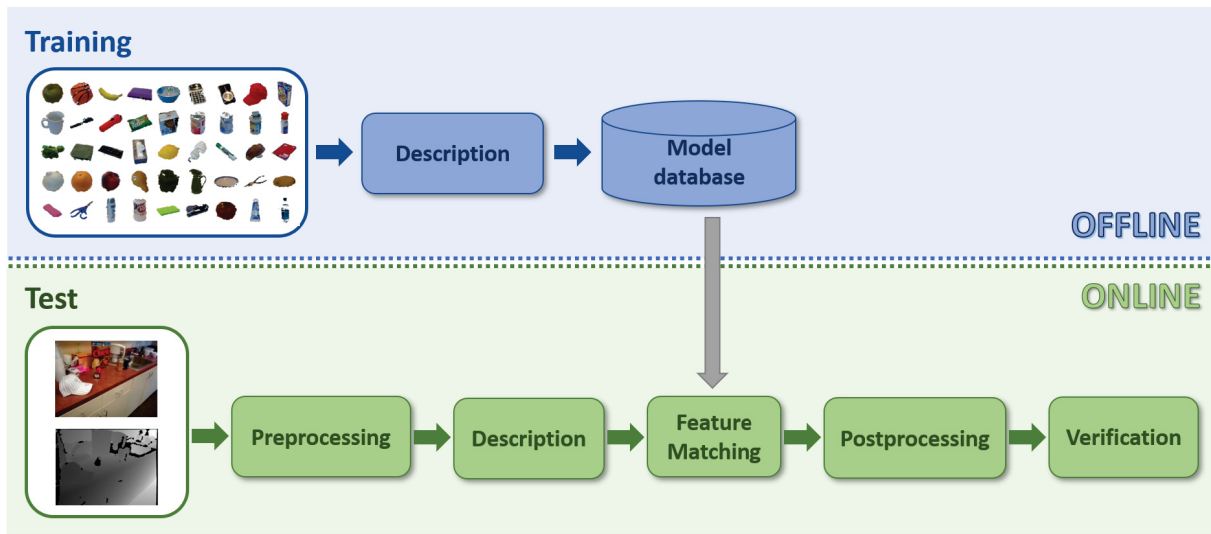 Training
Description
Model
database
OFFLINE
ONLINE
Test
Preprocessing
Description
Feature
Matching
Postprocessing
Verification